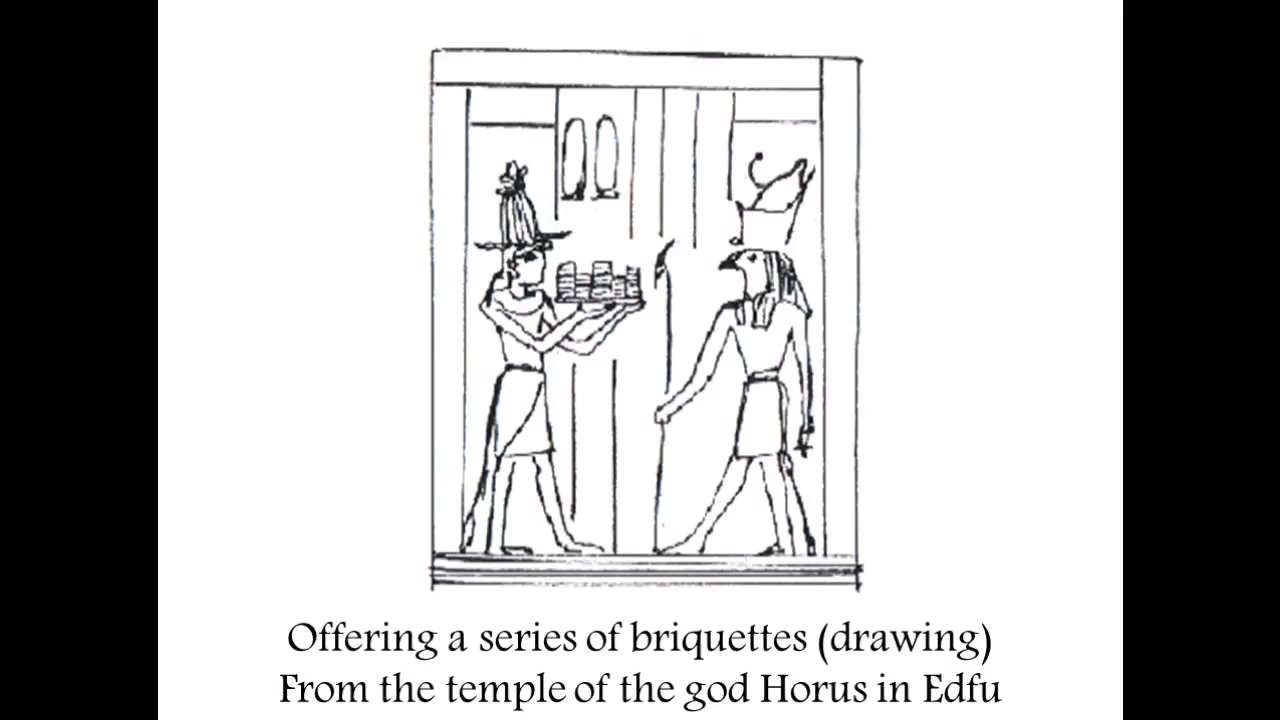 Offering a series of briquettes (drawing)
From the temple of the god Horus in Edfu